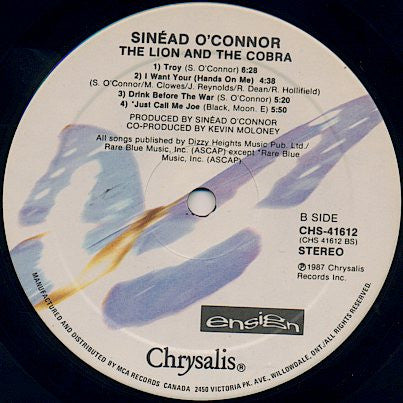 SINÉAD O'CONNOR
THE LION AND THE COBRA
1) Troy (S. O'Connor) 6:28
2) I Want Your (Hands On Me) 4:38
(S. O'Connor/M. Clowes/J. Reynolds/R. Dean/R. Hollifield)
3) Drink Before The War (S. O'Connor) 5:20
4) *Just Call Me Joe (Black, Moon. E) 5:50
PRODUCED BY SINÉAD O'CONNOR
CO-PRODUCED BY KEVIN MOLONEY
All songs published by Dizzy Heights Music Pub. Ltd./
Rare Blue Music, Inc. (ASCAP) except *Rare Blue
Music, Inc. (ASCAP)
B SIDE
CHS-41612
(CHS 41612 BS)
STEREO
Ⓟ1987 Chrysalis
Records Inc.
ensign
Chrysalis®
MANUFACTURED AND DISTRIBUTED BY MCA RECORDS CANADA 2450 VICTORIA PK. AVE., WILLOWDALE, ONT./ALL RIGHTS RESERVED.